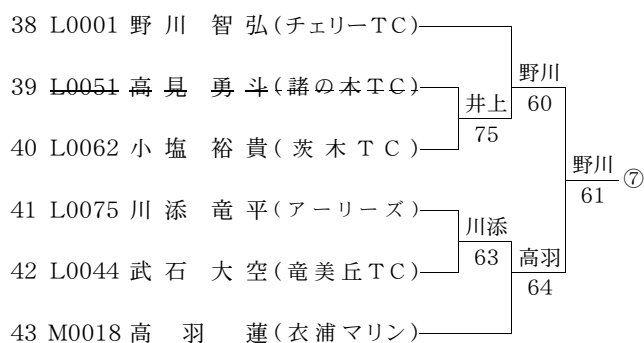 38 L0001 野川 智弘(チェリーTC)
野川
39 L0051 高見 勇斗(諸の木TC)
井上
60
75
40 L0062 小塩 裕貴(茨木TC)
野川
⑦
61
41 L0075 川添 竜平(アーリーズ)
川添
63
高羽
42 L0044 武石 大空(竜美丘TC)
64
43 M0018 高羽 蓮(衣浦マリン)